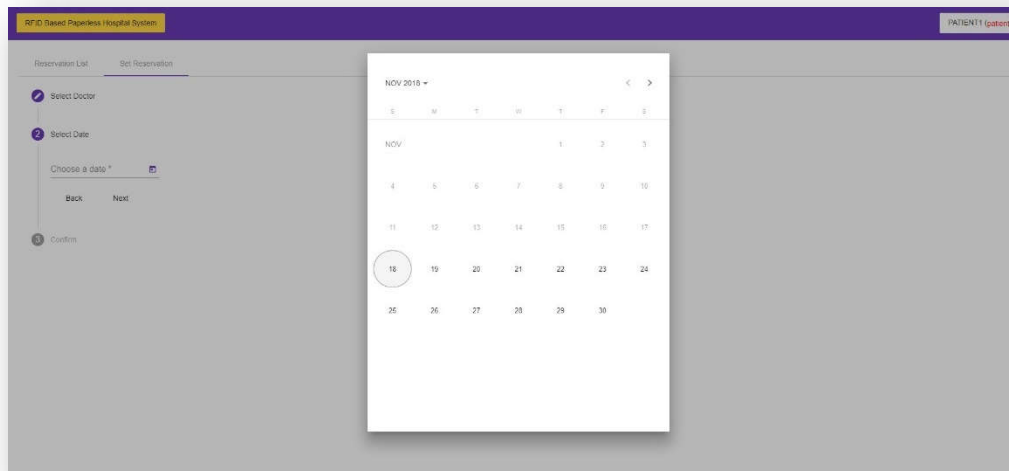 RFID Based Paperless Hospital System
PATIENT1 (patient
Reservation List Set Reservation
Select Doctor
2 Select Date
Choose a date *
Back Next
3 Confirm
NOV 2018
S M T W T F S
NOV 1 2 3
4 5 6 7 8 9 10
11 12 13 14 15 16 17
18 19 20 21 22 23 24
25 26 27 28 29 30